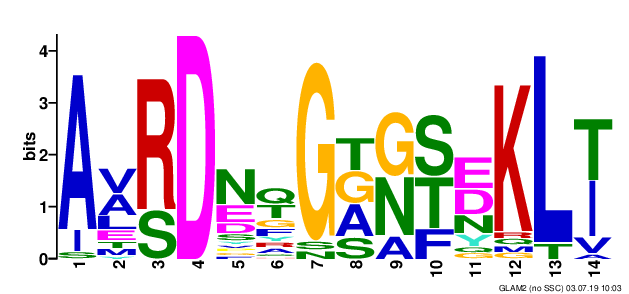 bits
4
3
2
1
0
A I S
V A L E T M
R S
D
N E D S
Q T G F Y R A
G S N
T G A S
G N A
S T F
E D N Y Q G
K R Q M G
L T
T I V A
1 2 3 4 5 6 7 8 9 10 11 12 13 14
GLAM2 (no SSC) 03.07.19 10:03